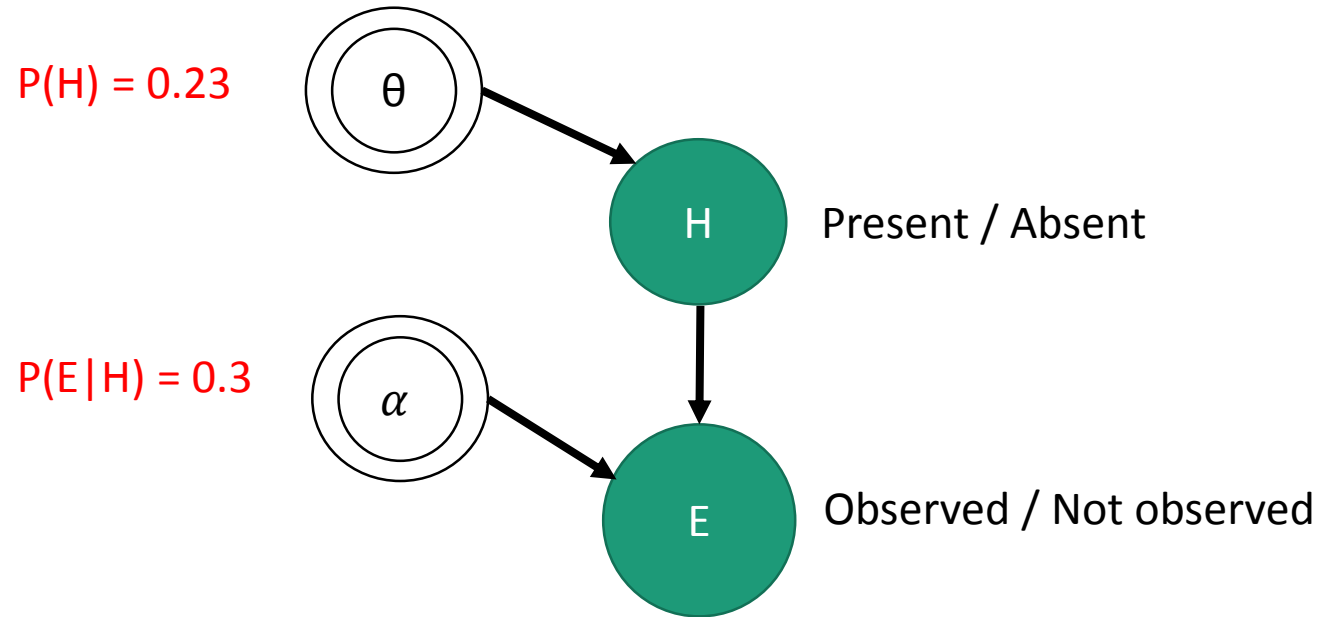 P(H) = 0.23
θ
H
Present / Absent
P(E|H) = 0.3
α
E
Observed / Not observed